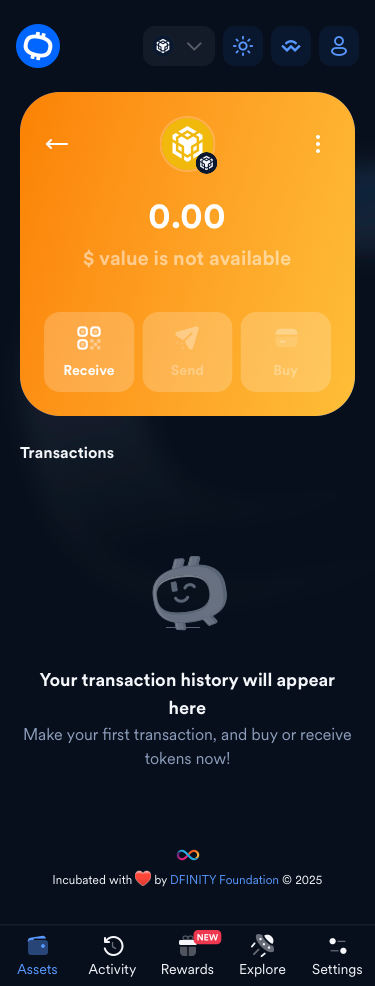 0.00
$ value is not available
Receive
Send
Buy
Transactions
Your transaction history will appear
here
Make your first transaction, and buy or receive
tokens now!
Incubated with ❤️ by DFINITY Foundation © 2025
NEW
Assets
Activity
Rewards
Explore
Settings